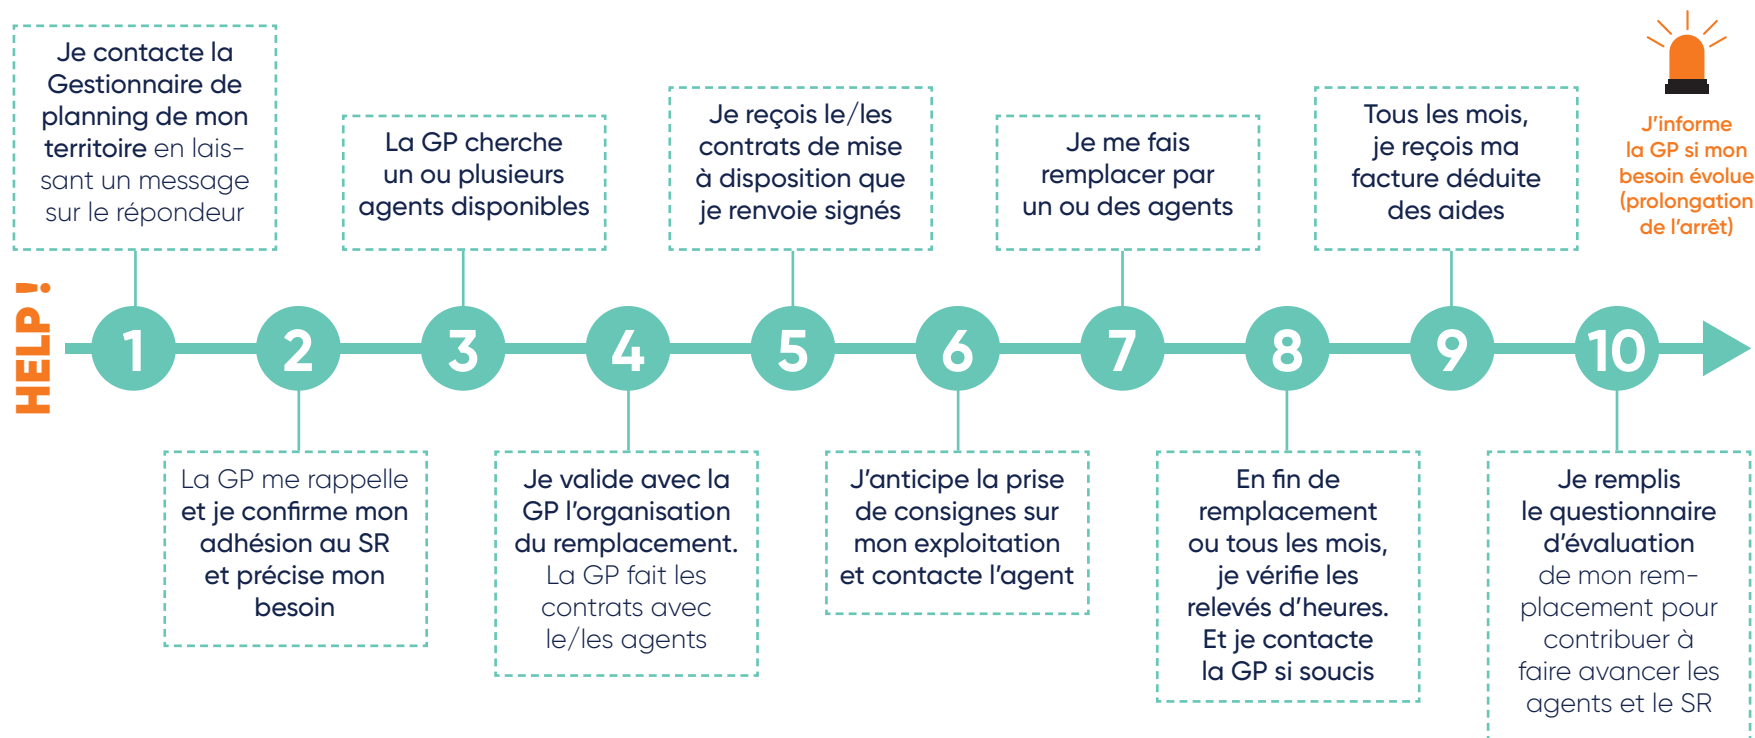 HELP !
1
Je contacte la
Gestionnaire de
planning de mon
territoire en lais-
sant un message
sur le répondeur
2
La GP me rappelle
et je confirme mon
adhésion au SR
et précise mon
besoin
3
La GP cherche
un ou plusieurs
agents disponibles
4
Je valide avec la
GP l’organisation
du remplacement.
La GP fait les
contrats avec
le/les agents
5
Je reçois le/les
contrats de mise
à disposition que
je renvoie signés
6
J’anticipe la prise
de consignes sur
mon exploitation
et contacte l’agent
7
Je me fais
remplacer par
un ou des agents
8
En fin de
remplacement
ou tous les mois,
je vérifie les
relevés d’heures.
Et je contacte
la GP si soucis
9
Tous les mois,
je reçois ma
facture déduite
des aides
10
Je remplis
le questionnaire
d’évaluation
de mon rem-
placement pour
contribuer à
faire avancer les
agents et le SR
J’informe
la GP si mon
besoin évolue
(prolongation
de l’arrêt)